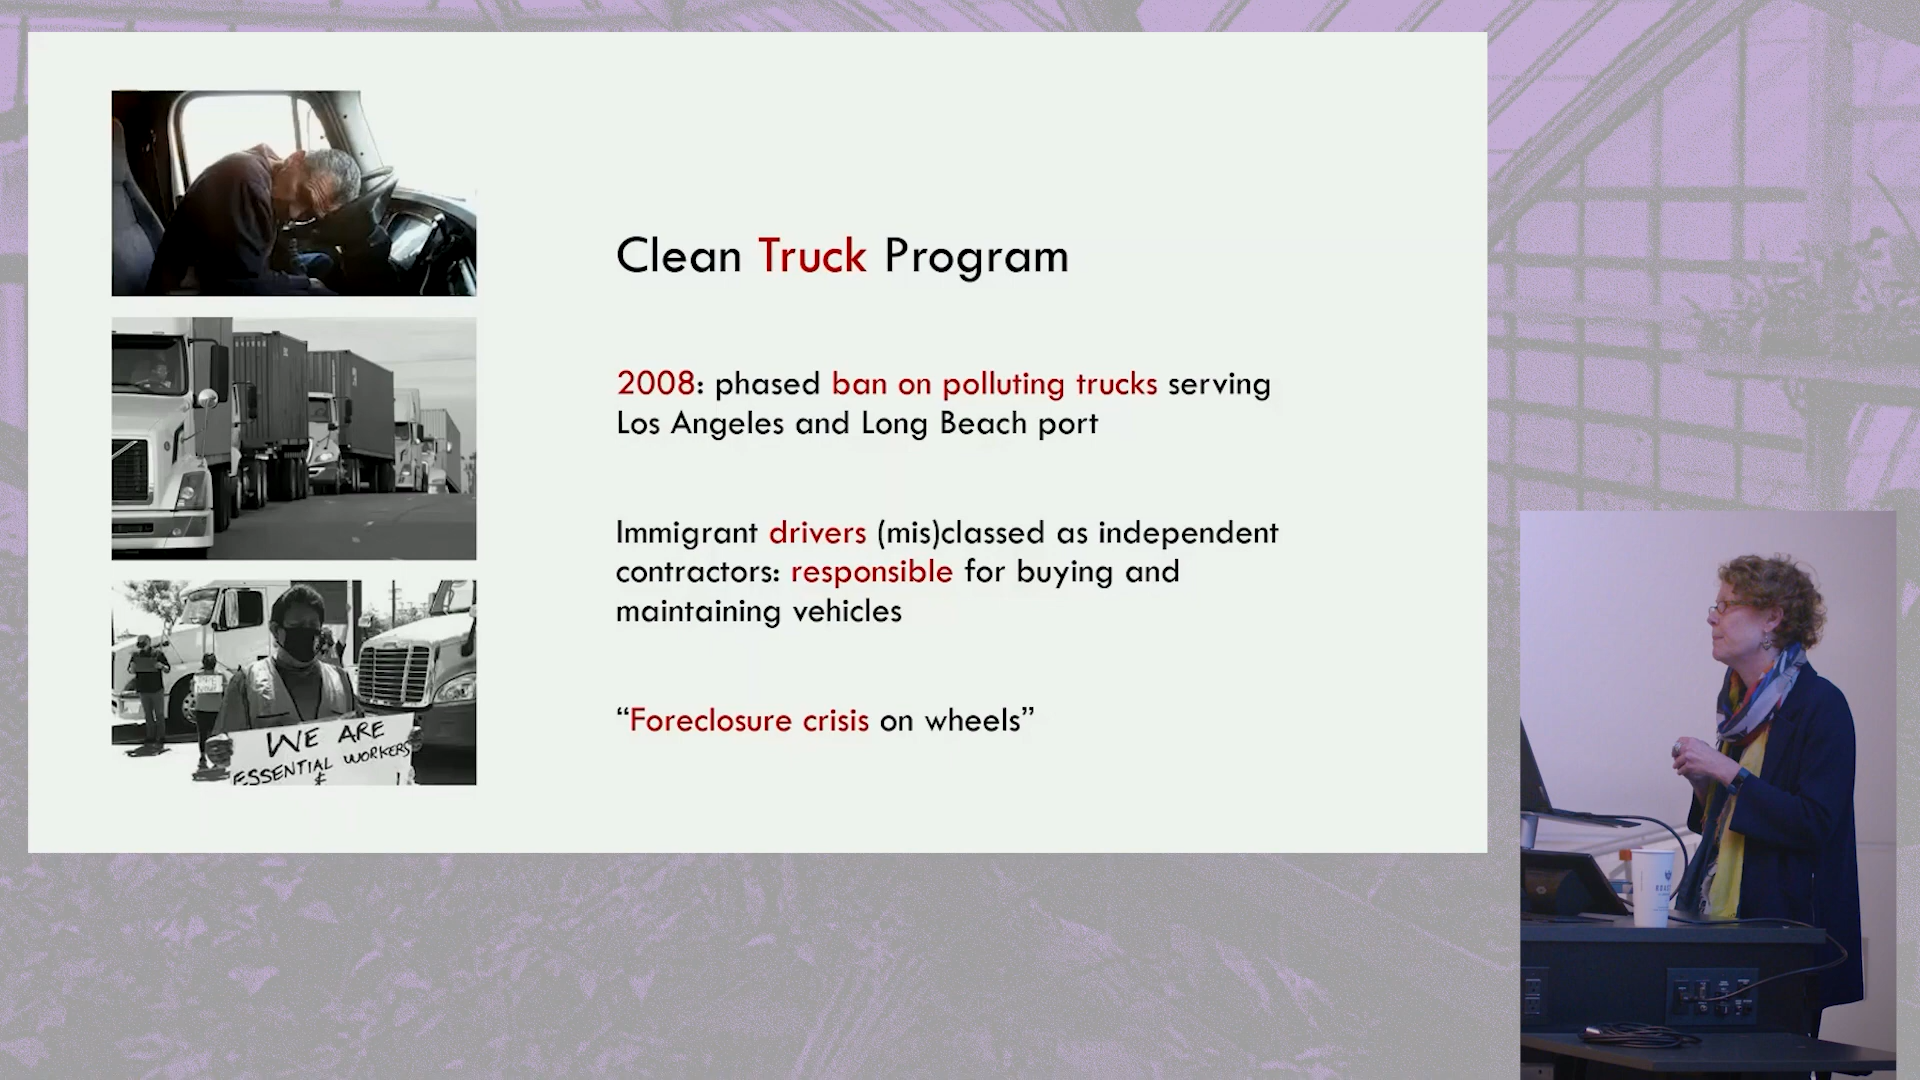 Clean Truck Program
2008: phased ban on polluting trucks serving
Los Angeles and Long Beach port
Immigrant drivers (mis)classed as independent
contractors: responsible for buying and
maintaining vehicles
“Foreclosure crisis on wheels”
WE ARE
ESSENTIAL WORKERS
&